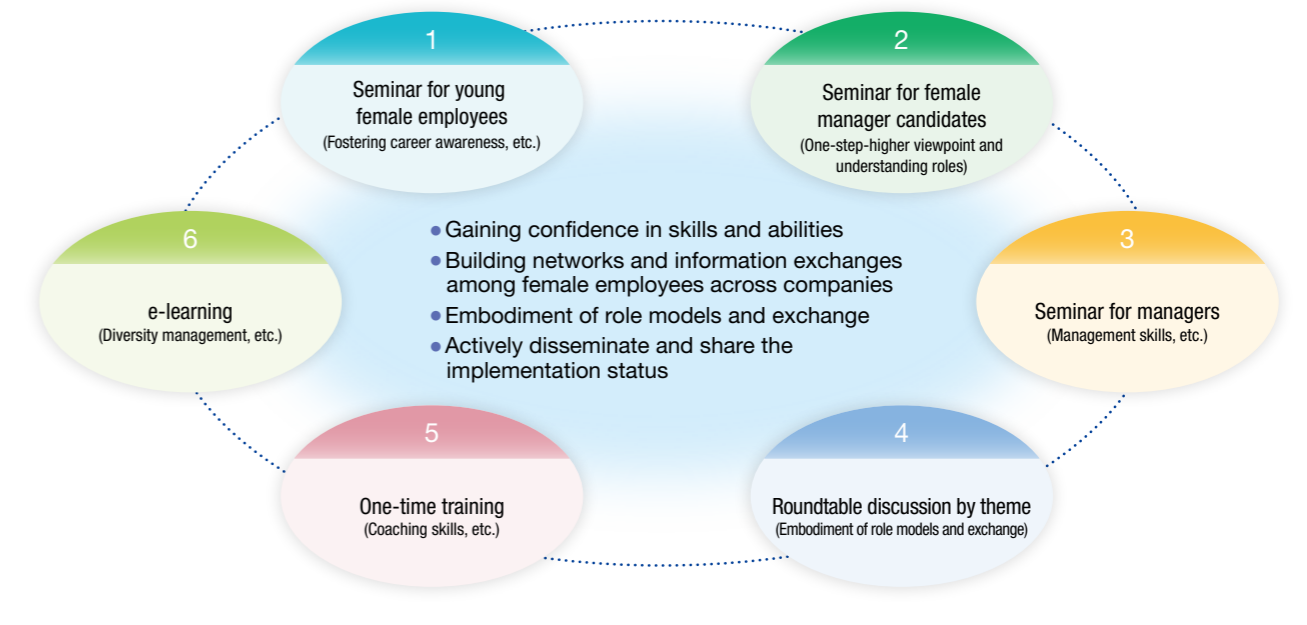 1
Seminar for young
female employees
(Fostering career awareness, etc.)
2
Seminar for female
manager candidates
(One-step-higher viewpoint and
understanding roles)
3
Seminar for managers
(Management skills, etc.)
4
Roundtable discussion by theme
(Embodiment of role models and exchange)
5
One-time training
(Coaching skills, etc.)
6
e-learning
(Diversity management, etc.)
● Gaining confidence in skills and abilities
● Building networks and information exchanges
among female employees across companies
● Embodiment of role models and exchange
● Actively disseminate and share the
implementation status